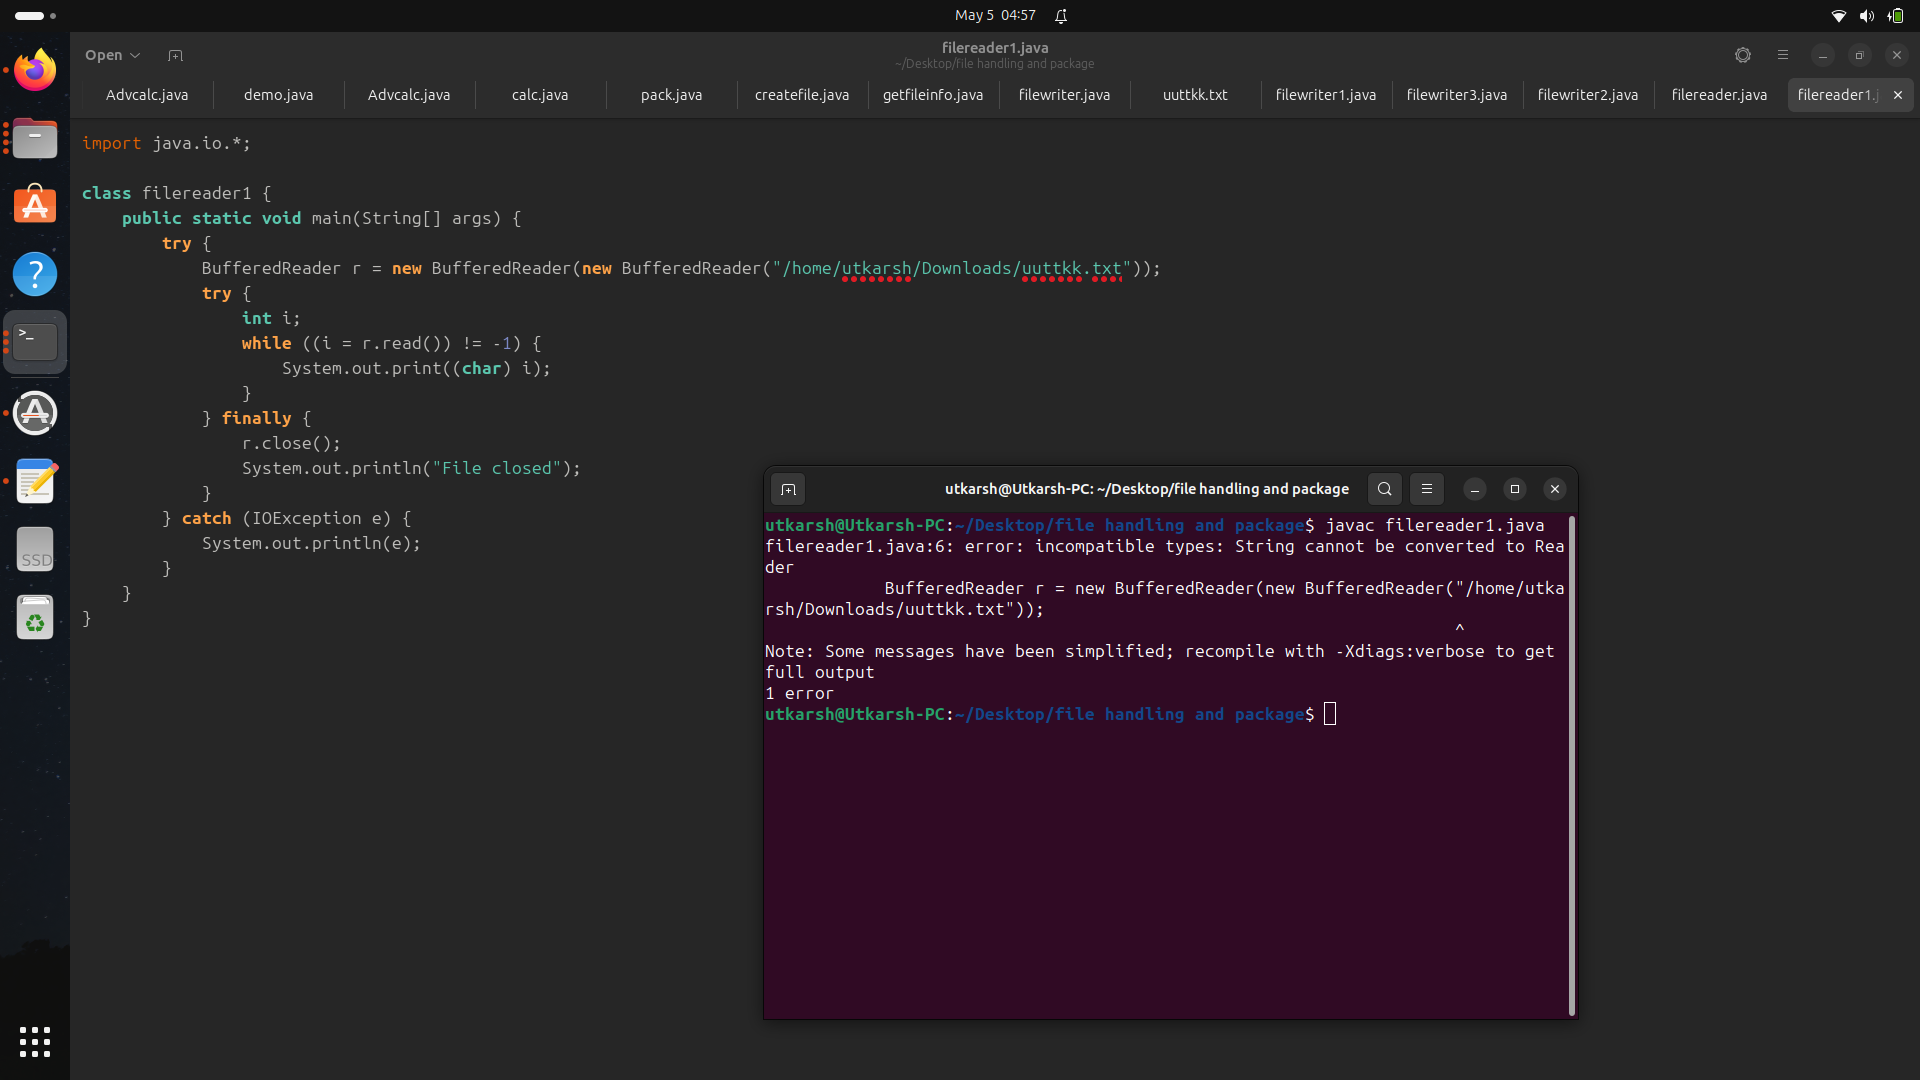 May 5 04:57
Open
filereader1.java
~/Desktop/file handling and package
Advcalc.java demo.java Advcalc.java calc.java pack.java createfile.java getfileinfo.java filewriter.java uuttkk.txt filewriter1.java filewriter3.java filewriter2.java filereader.java filereader1.j
import java.io.*;
class filereader1 {
    public static void main(String[] args) {
        try {
            BufferedReader r = new BufferedReader(new BufferedReader("/home/utkarsh/Downloads/uuttkk.txt"));
            try {
                int i;
                while ((i = r.read()) != -1) {
                    System.out.print((char) i);
                }
            } finally {
                r.close();
                System.out.println("File closed");
            }
        } catch (IOException e) {
            System.out.println(e);
        }
    }
}
SSD
utkarsh@Utkarsh-PC: ~/Desktop/file handling and package
utkarsh@Utkarsh-PC:~/Desktop/file handling and package$ javac filereader1.java
filereader1.java:6: error: incompatible types: String cannot be converted to Rea
der
            BufferedReader r = new BufferedReader(new BufferedReader("/home/utka
rsh/Downloads/uuttkk.txt"));
^
Note: Some messages have been simplified; recompile with -Xdiags:verbose to get
full output
1 error
utkarsh@Utkarsh-PC:~/Desktop/file handling and package$